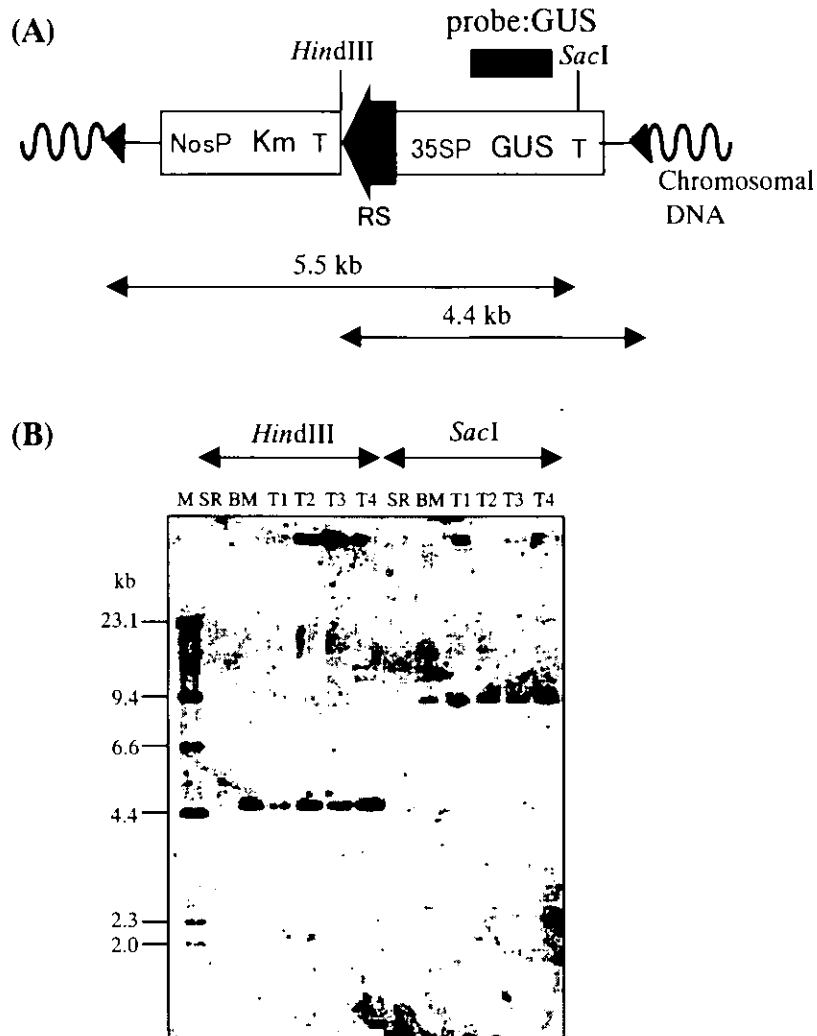 (A)
probe:GUS
HindIII
SacI
NosP Km T
35SP GUS T
RS
Chromosomal
DNA
5.5 kb
4.4 kb
(B)
HindIII SacI
M SR BM T1 T2 T3 T4 SR BM T1 T2 T3 T4
kb
23.1
9.4
6.6
4.4
2.3
2.0